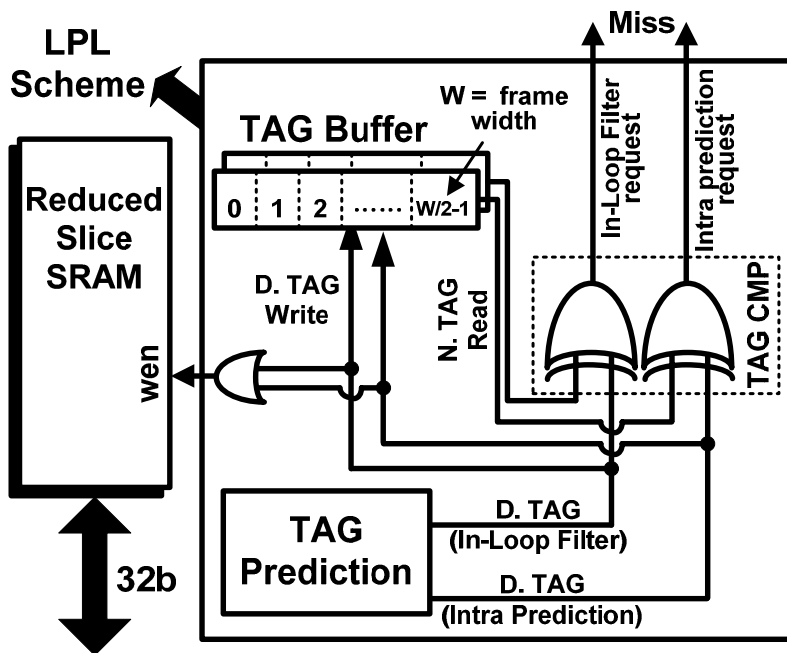 LPL
Scheme
Miss
W = frame
width
TAG Buffer
0 1 2 ...... W/2-1
In-Loop Filter
request
Intra prediction
request
Reduced
Slice
SRAM
D. TAG
Write
N. TAG
Read
TAG CMP
wen
TAG
Prediction
D. TAG
(In-Loop Filter)
D. TAG
(Intra Prediction)
32b